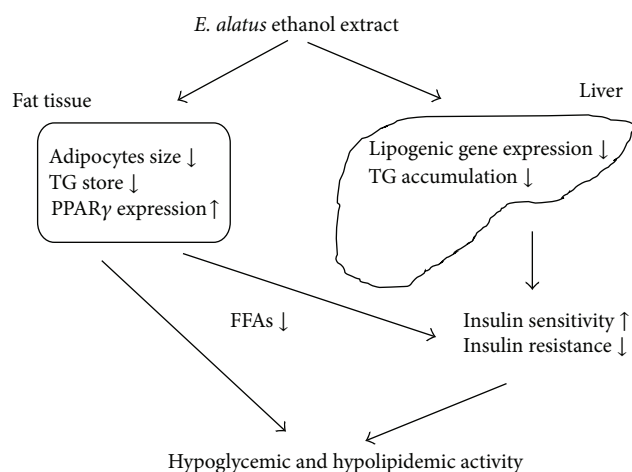 E. alatus ethanol extract
Fat tissue
Liver
Adipocytes size ↓
TG store ↓
PPARγ expression ↑
Lipogenic gene expression ↓
TG accumulation ↓
FFAs ↓
Insulin sensitivity ↑
Insulin resistance ↓
Hypoglycemic and hypolipidemic activity